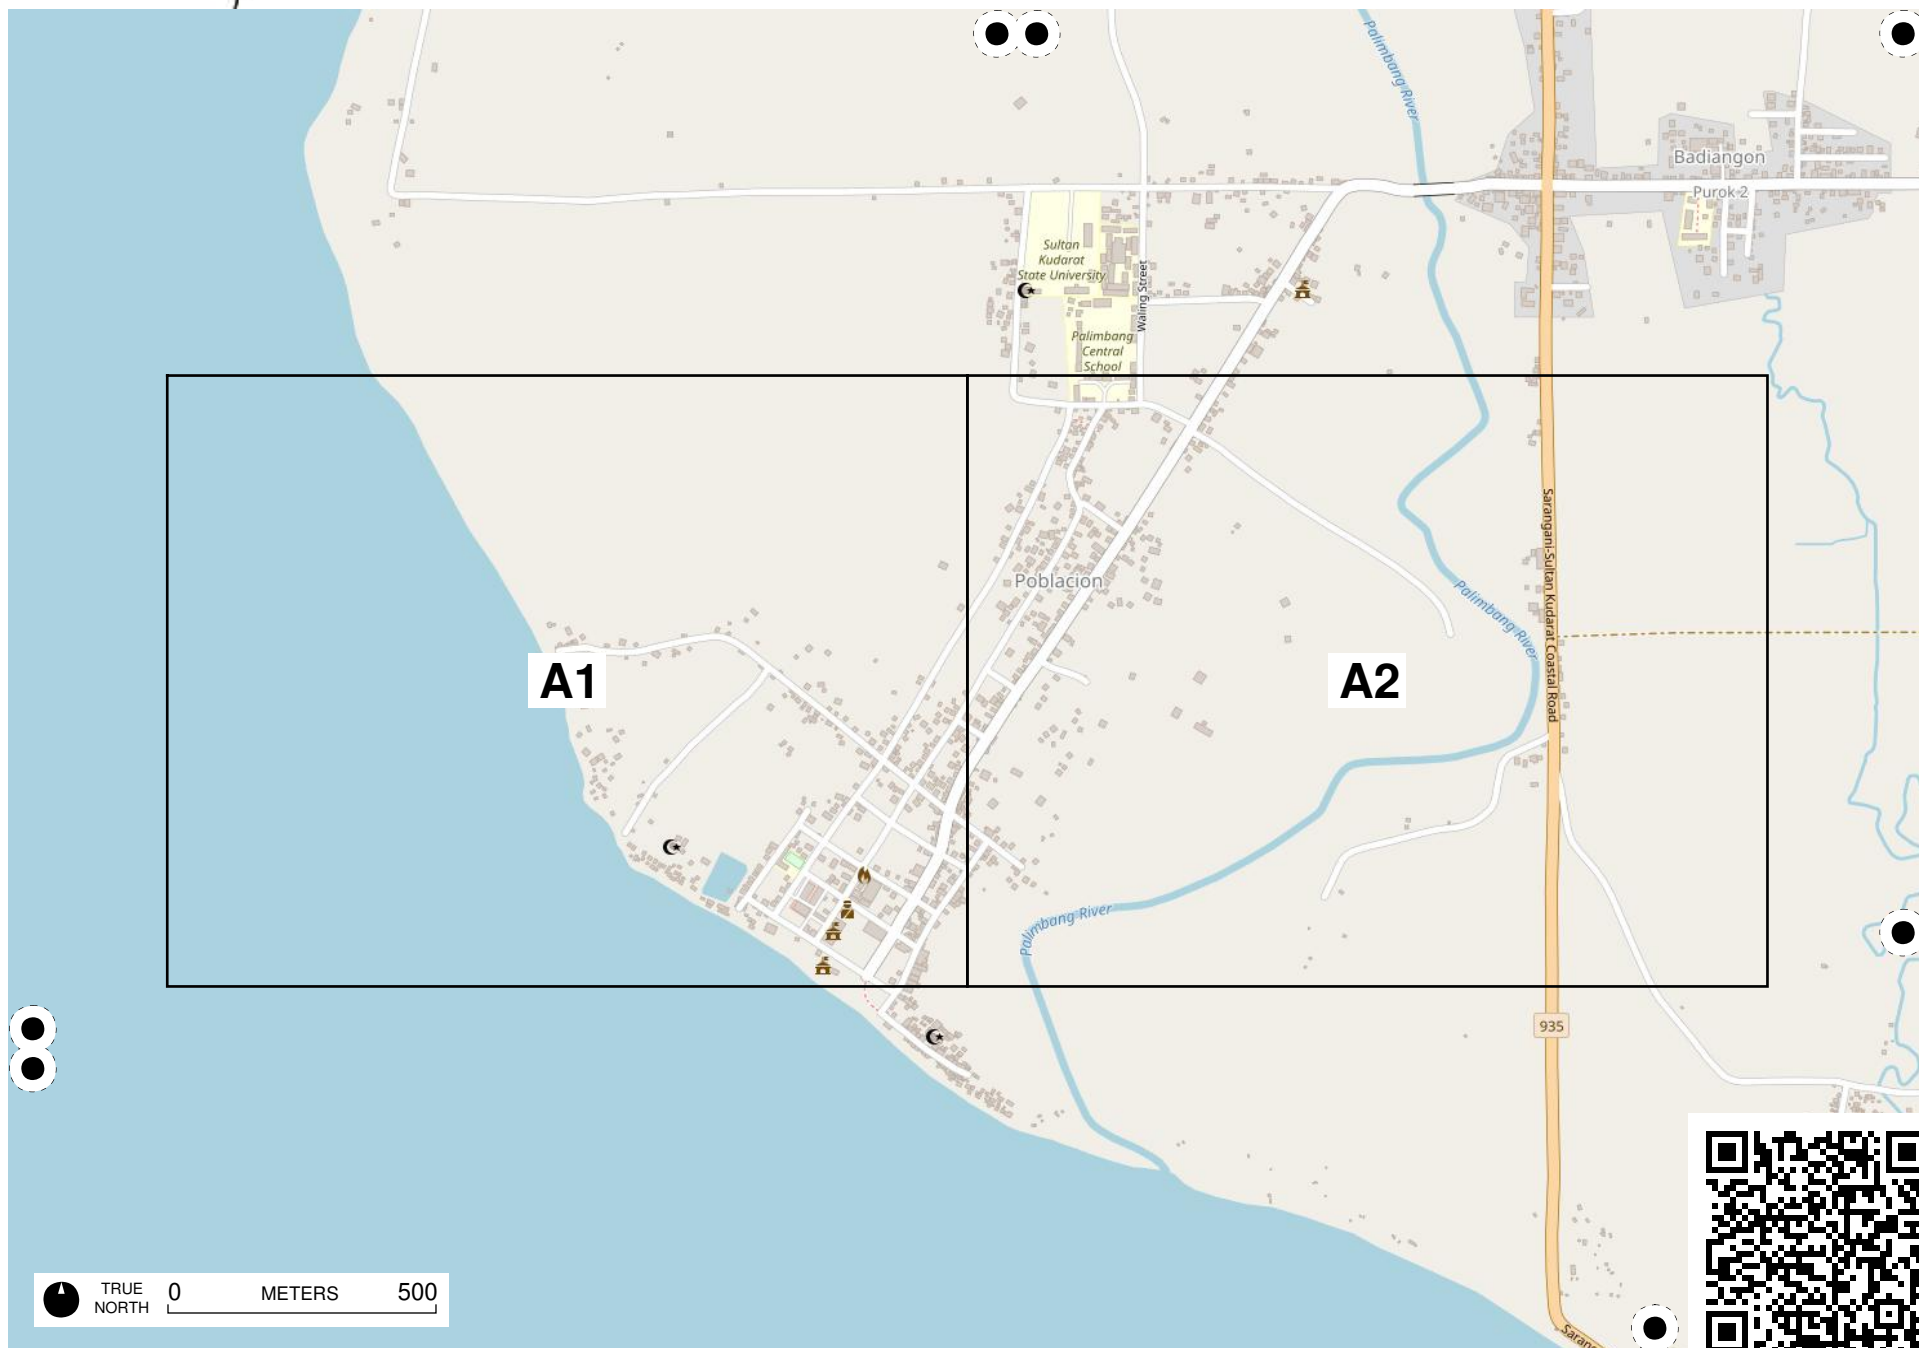 Palimbang River
Badiangon
Purok 2
Sultan
Kudarat
State University
Waling Street
Palimbang
Central
School
Sarangani-Sultan Kudarat Coastal Road
Poblacion
Palimbang River
A1
A2
Palimbang River
935
TRUE
NORTH
0 METERS 500